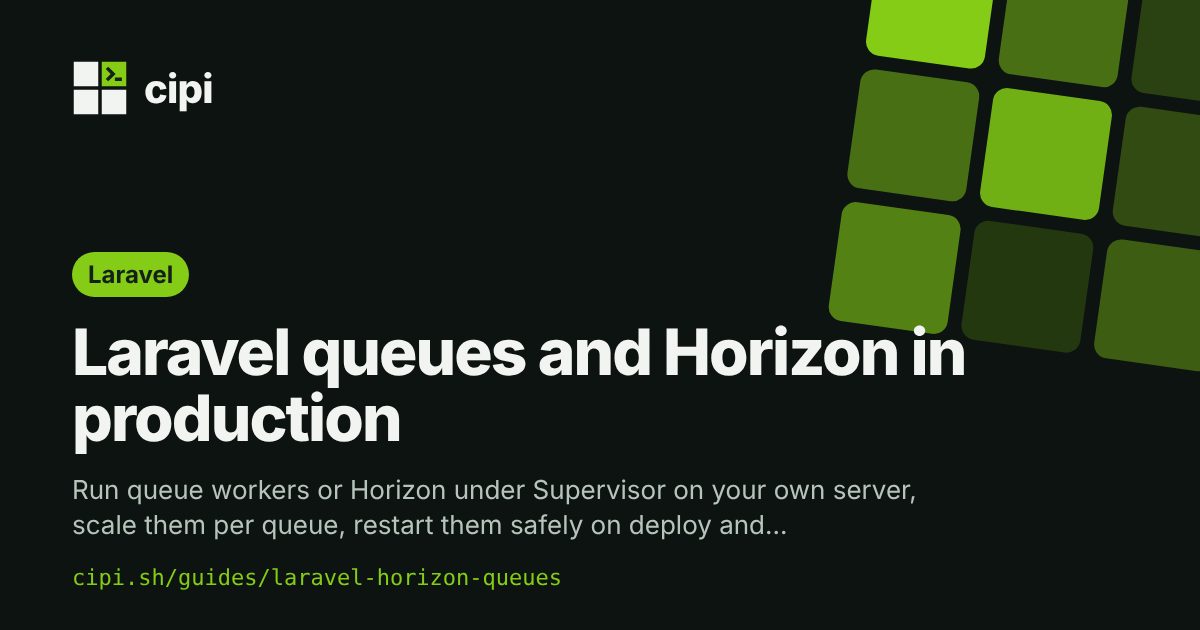 cipi
Laravel
Laravel queues and Horizon in
production
Run queue workers or Horizon under Supervisor on your own server,
scale them per queue, restart them safely on deploy and...
cipi.sh/guides/laravel-horizon-queues